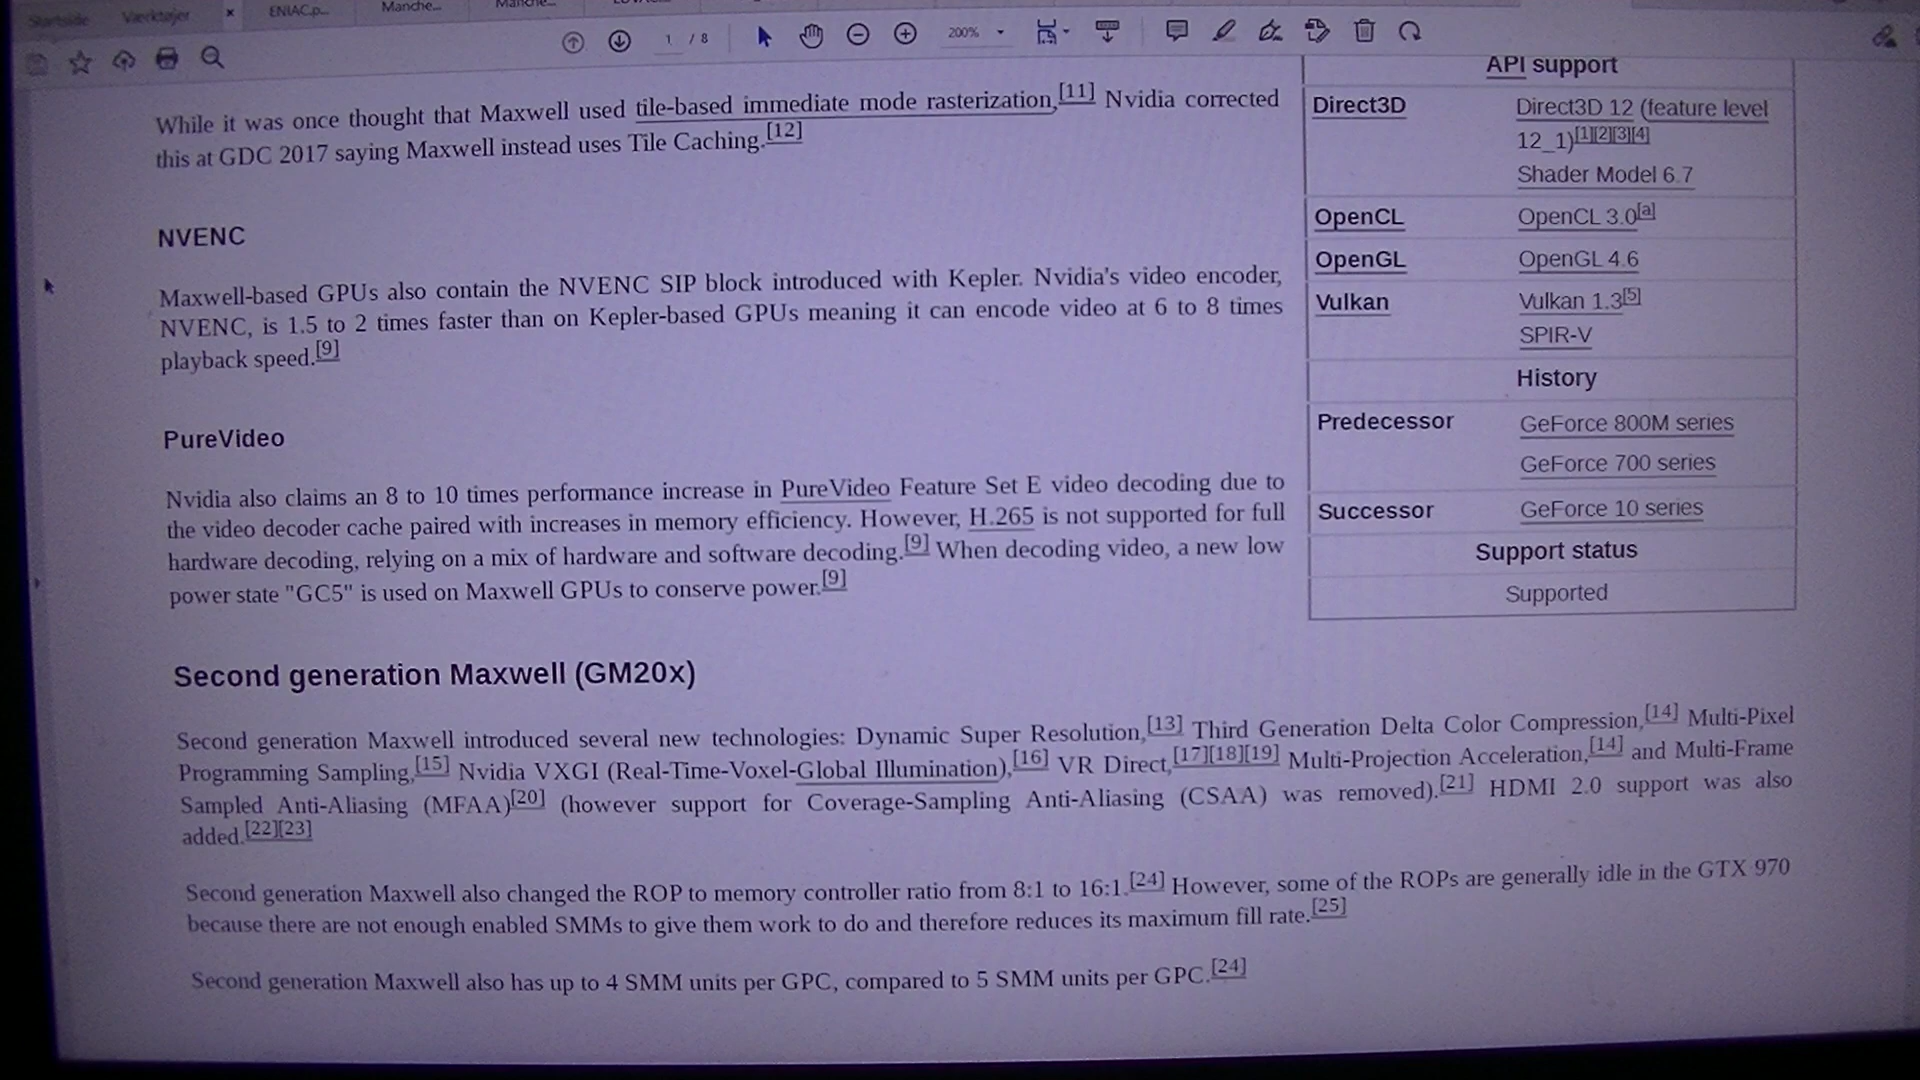 Startside Værktøjer × ENIAC.p... Manche... Manche...
1 / 8 200%
While it was once thought that Maxwell used tile-based immediate mode rasterization,[11] Nvidia corrected
this at GDC 2017 saying Maxwell instead uses Tile Caching.[12]
NVENC
Maxwell-based GPUs also contain the NVENC SIP block introduced with Kepler. Nvidia's video encoder,
NVENC, is 1.5 to 2 times faster than on Kepler-based GPUs meaning it can encode video at 6 to 8 times
playback speed.[9]
PureVideo
Nvidia also claims an 8 to 10 times performance increase in PureVideo Feature Set E video decoding due to
the video decoder cache paired with increases in memory efficiency. However, H.265 is not supported for full
hardware decoding, relying on a mix of hardware and software decoding.[9] When decoding video, a new low
power state "GC5" is used on Maxwell GPUs to conserve power.[9]
API support
Direct3D Direct3D 12 (feature level
12_1)[1][2][3][4]
Shader Model 6.7
OpenCL OpenCL 3.0[a]
OpenGL OpenGL 4.6
Vulkan Vulkan 1.3[5]
SPIR-V
History
Predecessor GeForce 800M series
GeForce 700 series
Successor GeForce 10 series
Support status
Supported
Second generation Maxwell (GM20x)
Second generation Maxwell introduced several new technologies: Dynamic Super Resolution,[13] Third Generation Delta Color Compression,[14] Multi-Pixel
Programming Sampling,[15] Nvidia VXGI (Real-Time-Voxel-Global Illumination),[16] VR Direct,[17][18][19] Multi-Projection Acceleration,[14] and Multi-Frame
Sampled Anti-Aliasing (MFAA)[20] (however support for Coverage-Sampling Anti-Aliasing (CSAA) was removed).[21] HDMI 2.0 support was also
added.[22][23]
Second generation Maxwell also changed the ROP to memory controller ratio from 8:1 to 16:1.[24] However, some of the ROPs are generally idle in the GTX 970
because there are not enough enabled SMMs to give them work to do and therefore reduces its maximum fill rate.[25]
Second generation Maxwell also has up to 4 SMM units per GPC, compared to 5 SMM units per GPC.[24]